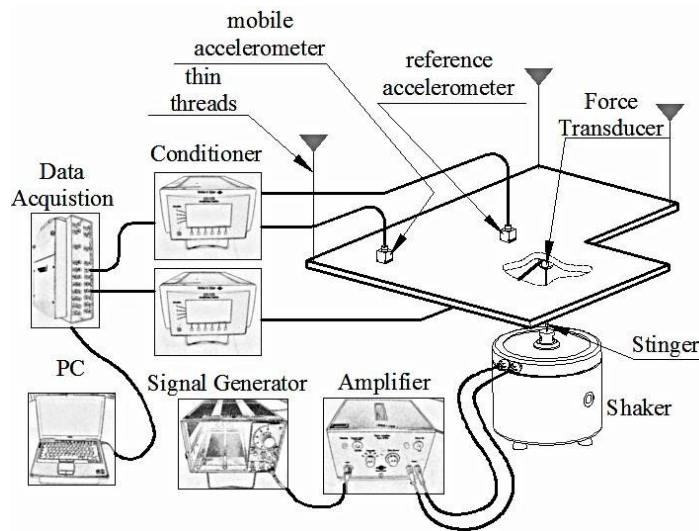 mobile
accelerometer
thin
threads
reference
accelerometer
Force
Transducer
Data
Acquistion
Conditioner
Stinger
PC
Signal Generator
Amplifier
Shaker